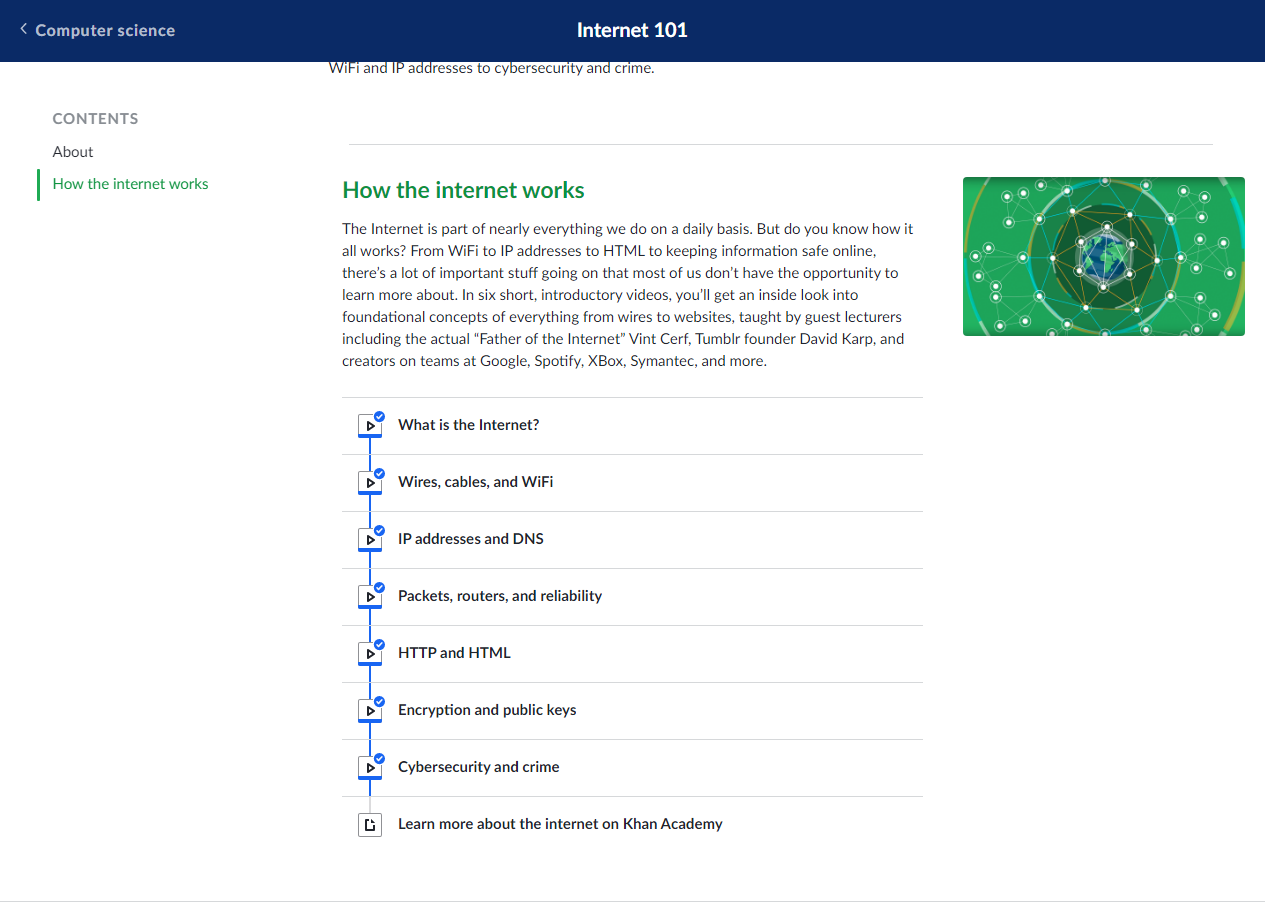 Computer science
Internet 101
WiFi and IP addresses to cybersecurity and crime.
CONTENTS
About
How the internet works
How the internet works
The Internet is part of nearly everything we do on a daily basis. But do you know how it
all works? From WiFi to IP addresses to HTML to keeping information safe online,
there’s a lot of important stuff going on that most of us don’t have the opportunity to
learn more about. In six short, introductory videos, you’ll get an inside look into
foundational concepts of everything from wires to websites, taught by guest lecturers
including the actual “Father of the Internet” Vint Cerf, Tumblr founder David Karp, and
creators on teams at Google, Spotify, XBox, Symantec, and more.
What is the Internet?
Wires, cables, and WiFi
IP addresses and DNS
Packets, routers, and reliability
HTTP and HTML
Encryption and public keys
Cybersecurity and crime
Learn more about the internet on Khan Academy